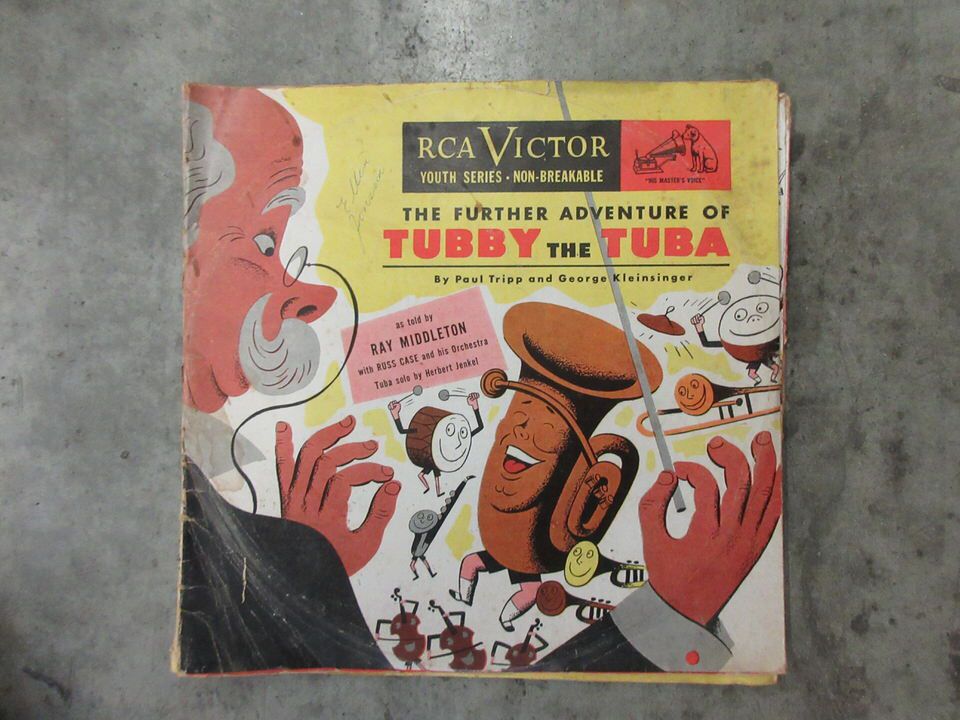 RCA VICTOR
YOUTH SERIES • NON-BREAKABLE
"HIS MASTER'S VOICE"
THE FURTHER ADVENTURE OF
TUBBY THE TUBA
By Paul Tripp and George Kleinsinger
as told by
RAY MIDDLETON
with RUSS CASE and his Orchestra
Tuba solo by Herbert Jenkel